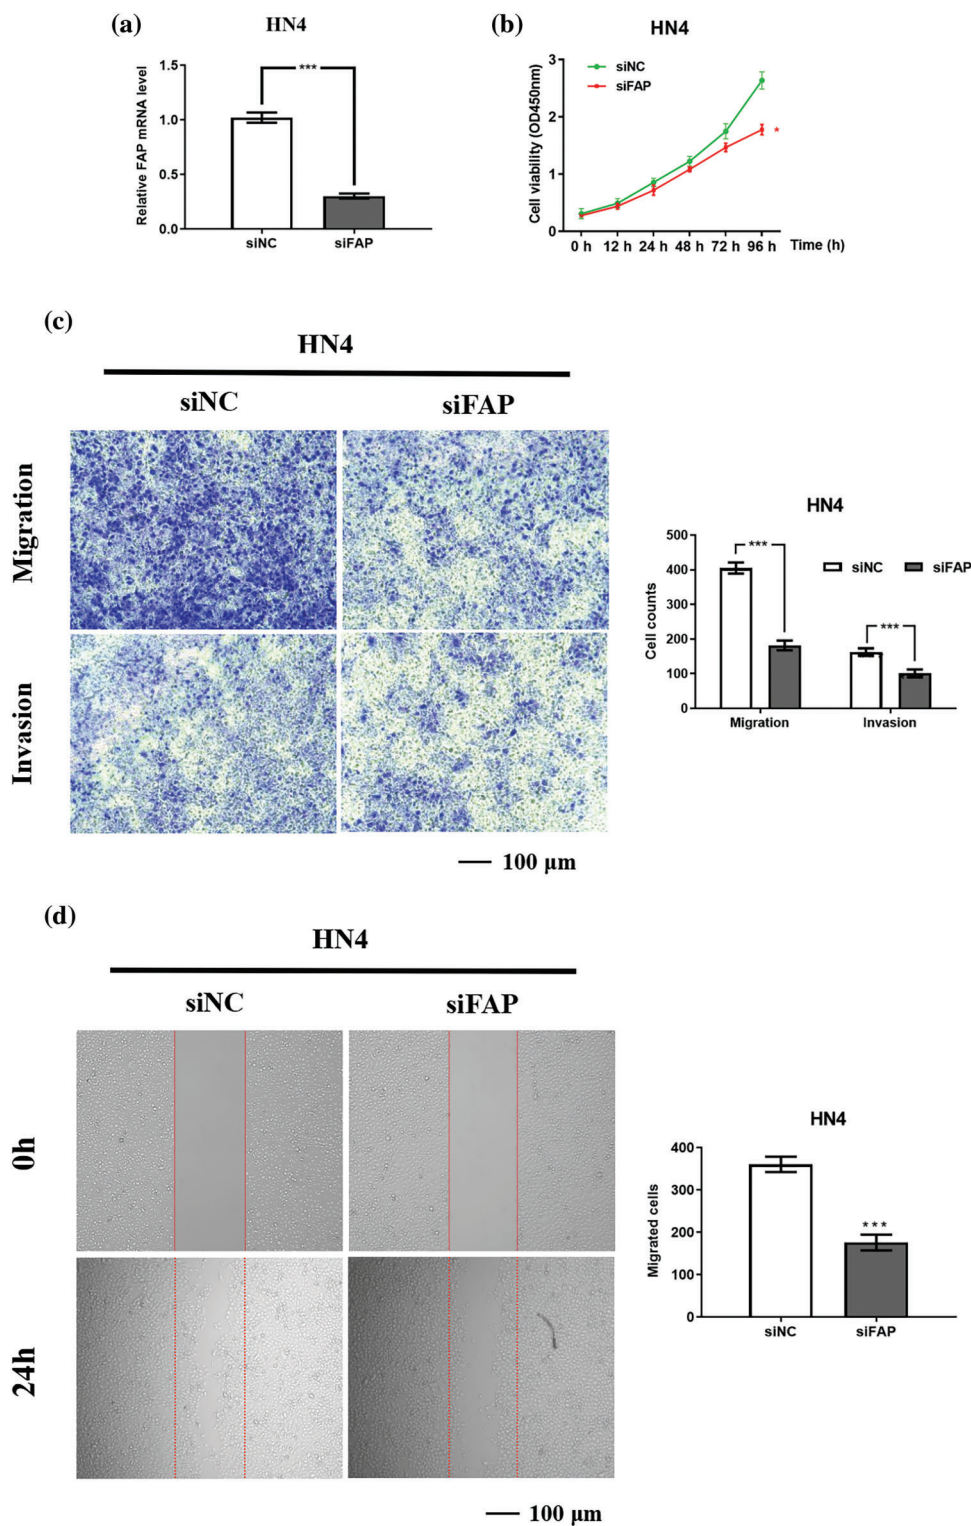 (a)
HN4
Relative FAP mRNA level
1.5
1.0
0.5
0.0
***
siNC
siFAP
(b)
HN4
Cell viability (OD450nm)
3
2
1
0
siNC
siFAP
*
0 h 12 h 24 h 48 h 72 h 96 h Time (h)
(c)
HN4
siNC
siFAP
Migration
Invasion
100 μm
HN4
Cell counts
500
400
300
200
100
0
***
***
siNC
siFAP
Migration
Invasion
(d)
HN4
siNC
siFAP
0h
24h
100 μm
HN4
Migrated cells
400
300
200
100
0
***
siNC
siFAP